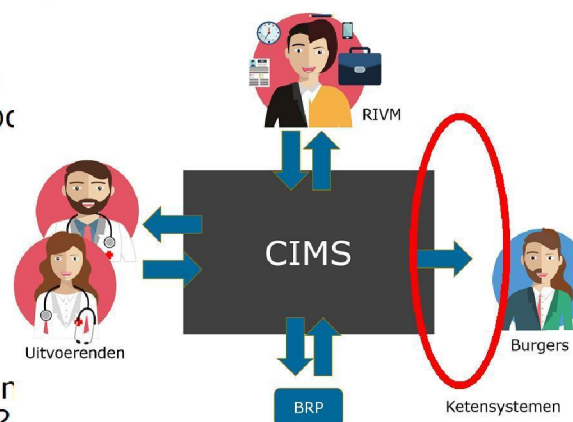 RIVM
CIMS
Uitvoerenden
Burgers
BRP
Ketensystemen